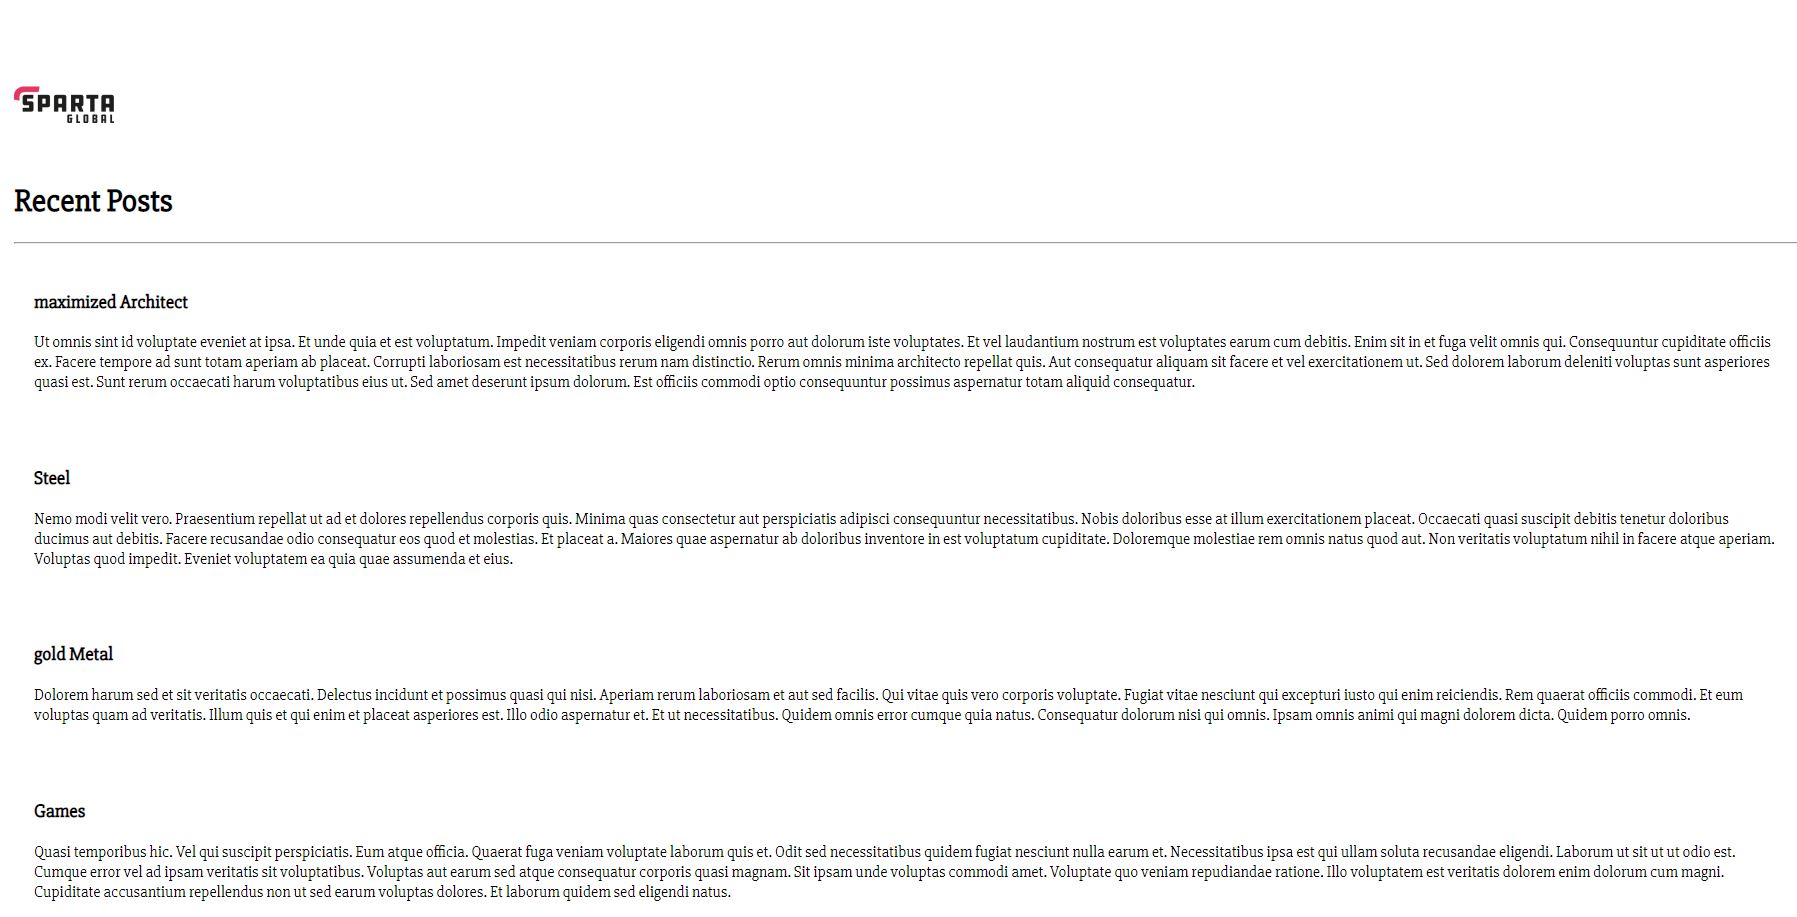 SPARTA
GLOBAL
Recent Posts
maximized Architect
Ut omnis sint id voluptate eveniet at ipsa. Et unde quia et est voluptatum. Impedit veniam corporis eligendi omnis porro aut dolorum iste voluptates. Et vel laudantium nostrum est voluptates earum cum debitis. Enim sit in et fuga velit omnis qui. Consequuntur cupiditate officiis
ex. Facere tempore ad sunt totam aperiam ab placeat. Corrupti laboriosam est necessitatibus rerum nam distinctio. Rerum omnis minima architecto repellat quis. Aut consequatur aliquam sit facere et vel exercitationem ut. Sed dolorem laborum deleniti voluptas sunt asperiores
quasi est. Sunt rerum occaecati harum voluptatibus eius ut. Sed amet deserunt ipsum dolorum. Est officiis commodi optio consequuntur possimus aspernatur totam aliquid consequatur.
Steel
Nemo modi velit vero. Praesentium repellat ut ad et dolores repellendus corporis quis. Minima quas consectetur aut perspiciatis adipisci consequuntur necessitatibus. Nobis doloribus esse at illum exercitationem placeat. Occaecati quasi suscipit debitis tenetur doloribus
ducimus aut debitis. Facere recusandae odio consequatur eos quod et molestias. Et placeat a. Maiores quae aspernatur ab doloribus inventore in est voluptatum cupiditate. Doloremque molestiae rem omnis natus quod aut. Non veritatis voluptatum nihil in facere atque aperiam.
Voluptas quod impedit. Eveniet voluptatem ea quia quae assumenda et eius.
gold Metal
Dolorem harum sed et sit veritatis occaecati. Delectus incidunt et possimus quasi qui nisi. Aperiam rerum laboriosam et aut sed facilis. Qui vitae quis vero corporis voluptate. Fugiat vitae nesciunt qui excepturi iusto qui enim reiciendis. Rem quaerat officiis commodi. Et eum
voluptas quam ad veritatis. Illum quis et qui enim et placeat asperiores est. Illo odio aspernatur et. Et ut necessitatibus. Quidem omnis error cumque quia natus. Consequatur dolorum nisi qui omnis. Ipsam omnis animi qui magni dolorem dicta. Quidem porro omnis.
Games
Quasi temporibus hic. Vel qui suscipit perspiciatis. Eum atque officia. Quaerat fuga veniam voluptate laborum quis et. Odit sed necessitatibus quidem fugiat nesciunt nulla earum et. Necessitatibus ipsa est qui ullam soluta recusandae eligendi. Laborum ut sit ut ut odio est.
Cumque error vel ad ipsam veritatis sit voluptatibus. Voluptas aut earum sed atque consequatur corporis quasi magnam. Sit ipsam unde voluptas commodi amet. Voluptate quo veniam repudiandae ratione. Illo voluptatem est veritatis dolorem enim dolorum cum magni.
Cupiditate accusantium repellendus non ut sed earum voluptas dolores. Et laborum quidem sed eligendi natus.